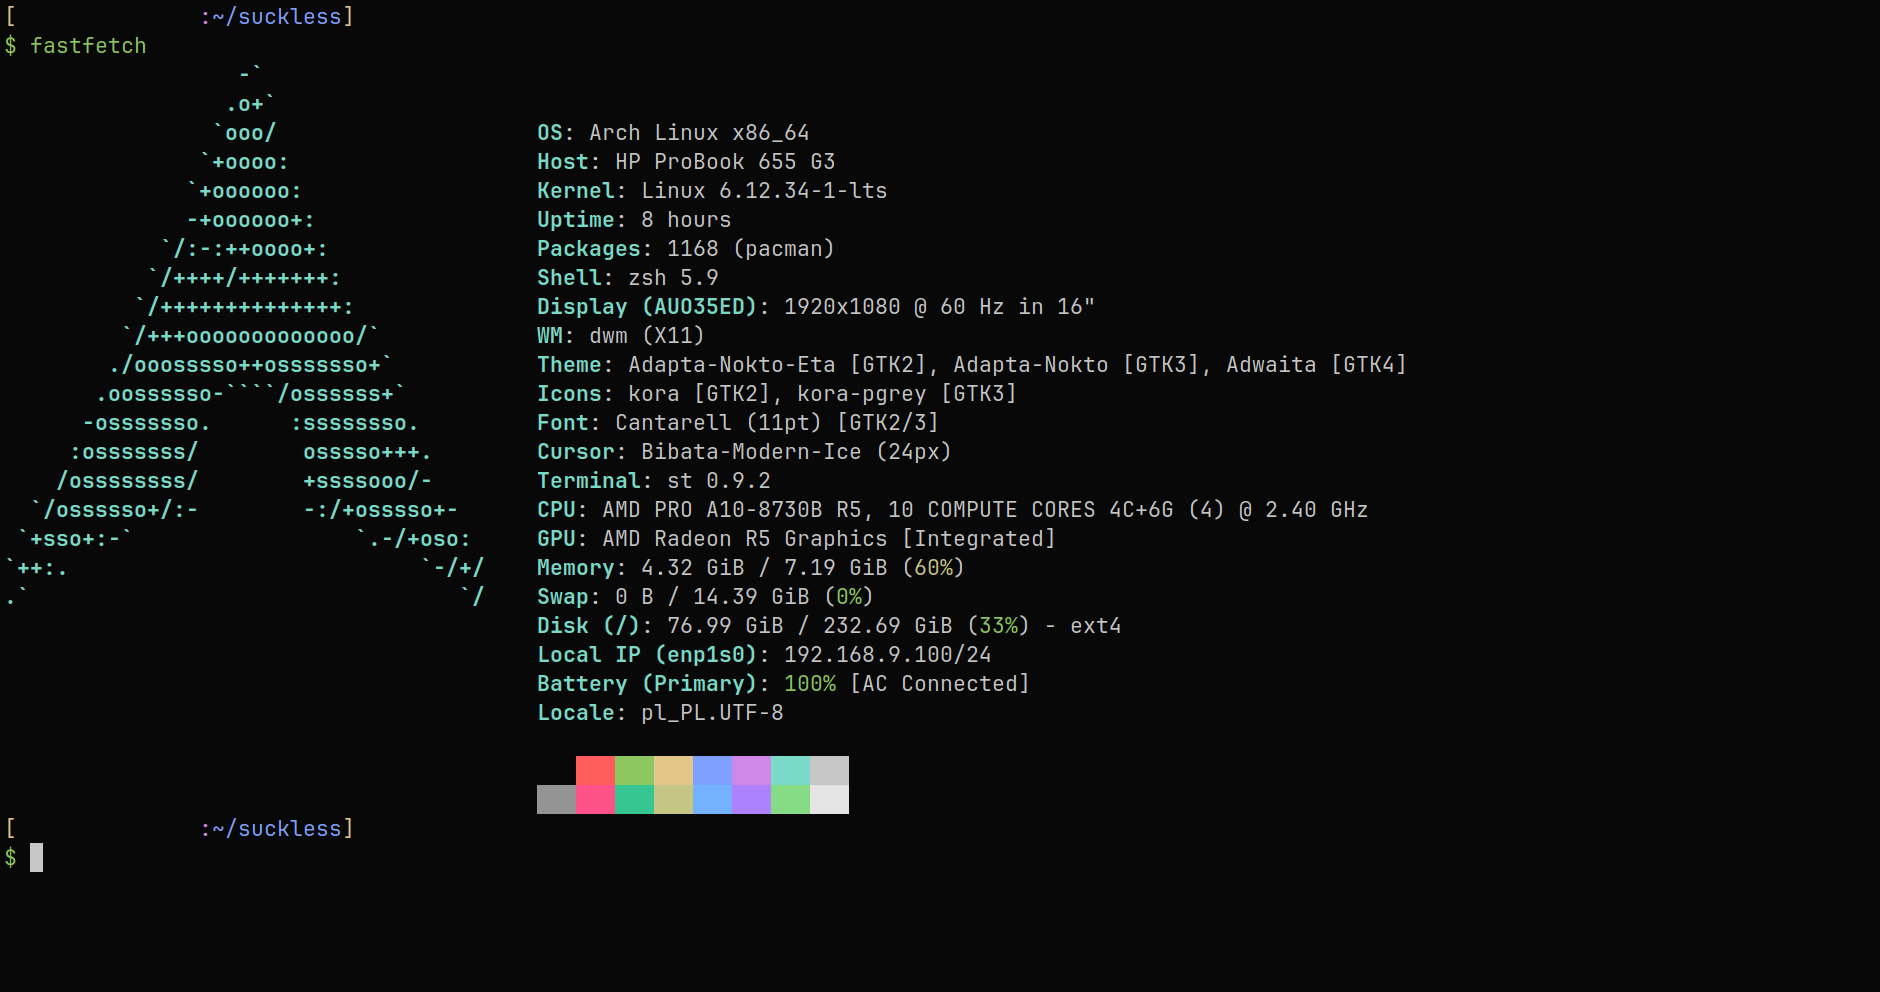 [              :~/suckless]
$ fastfetch
                  -`
                 .o+`
                `ooo/                    OS: Arch Linux x86_64
               `+oooo:                   Host: HP ProBook 655 G3
              `+oooooo:                  Kernel: Linux 6.12.34-1-lts
              -+oooooo+:                 Uptime: 8 hours
            `/:-:++oooo+:                Packages: 1168 (pacman)
           `/++++/+++++++:               Shell: zsh 5.9
          `/++++++++++++++:              Display (AUO35ED): 1920x1080 @ 60 Hz in 16"
         `/+++ooooooooooooo/`            WM: dwm (X11)
        ./ooosssso++osssssso+`           Theme: Adapta-Nokto-Eta [GTK2], Adapta-Nokto [GTK3], Adwaita [GTK4]
       .oossssso-````/ossssss+`          Icons: kora [GTK2], kora-pgrey [GTK3]
      -osssssso.      :ssssssso.         Font: Cantarell (11pt) [GTK2/3]
     :osssssss/        osssso+++.        Cursor: Bibata-Modern-Ice (24px)
    /ossssssss/        +ssssooo/-        Terminal: st 0.9.2
  `/ossssso+/:-        -:/+osssso+-      CPU: AMD PRO A10-8730B R5, 10 COMPUTE CORES 4C+6G (4) @ 2.40 GHz
 `+sso+:-`                 `.-/+oso:     GPU: AMD Radeon R5 Graphics [Integrated]
`++:.                           `-/+/    Memory: 4.32 GiB / 7.19 GiB (60%)
.`                                 `/    Swap: 0 B / 14.39 GiB (0%)
                                         Disk (/): 76.99 GiB / 232.69 GiB (33%) - ext4
                                         Local IP (enp1s0): 192.168.9.100/24
                                         Battery (Primary): 100% [AC Connected]
                                         Locale: pl_PL.UTF-8
[              :~/suckless]
$